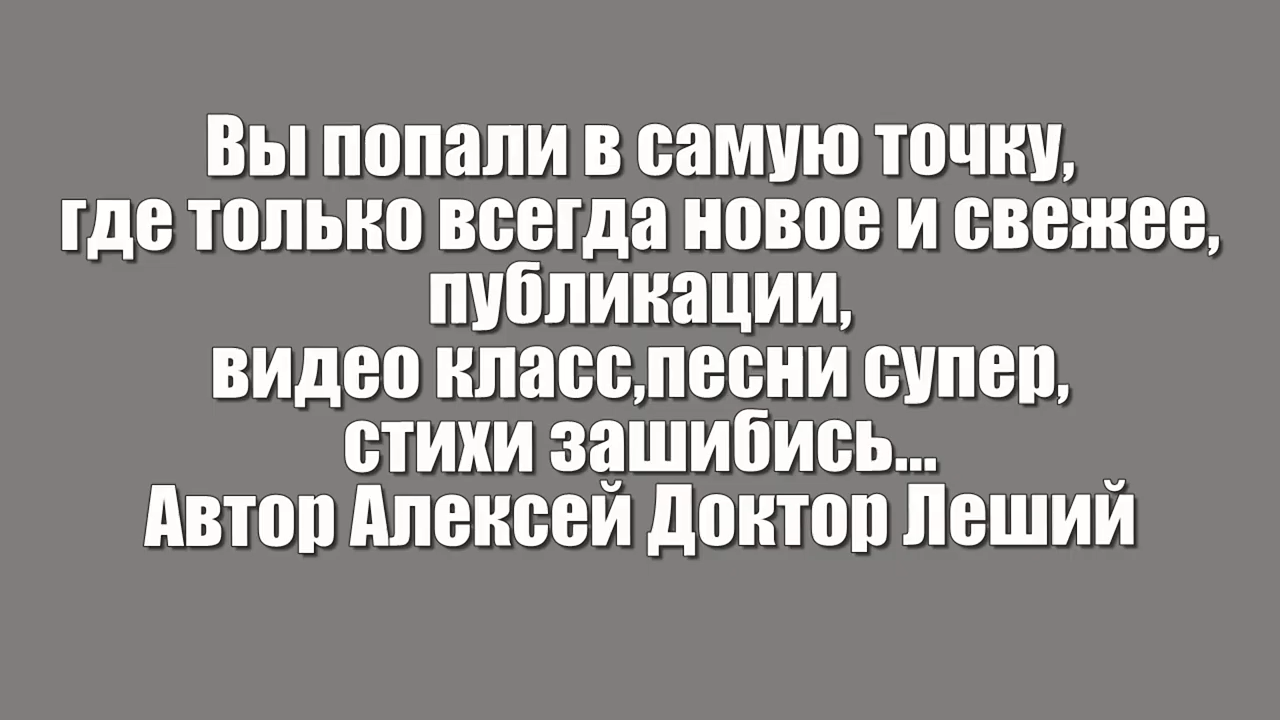 Вы попали в самую точку,
где только всегда новое и свежее,
публикации,
видео класс,песни супер,
стихи зашибись...
Автор Алексей Доктор Леший